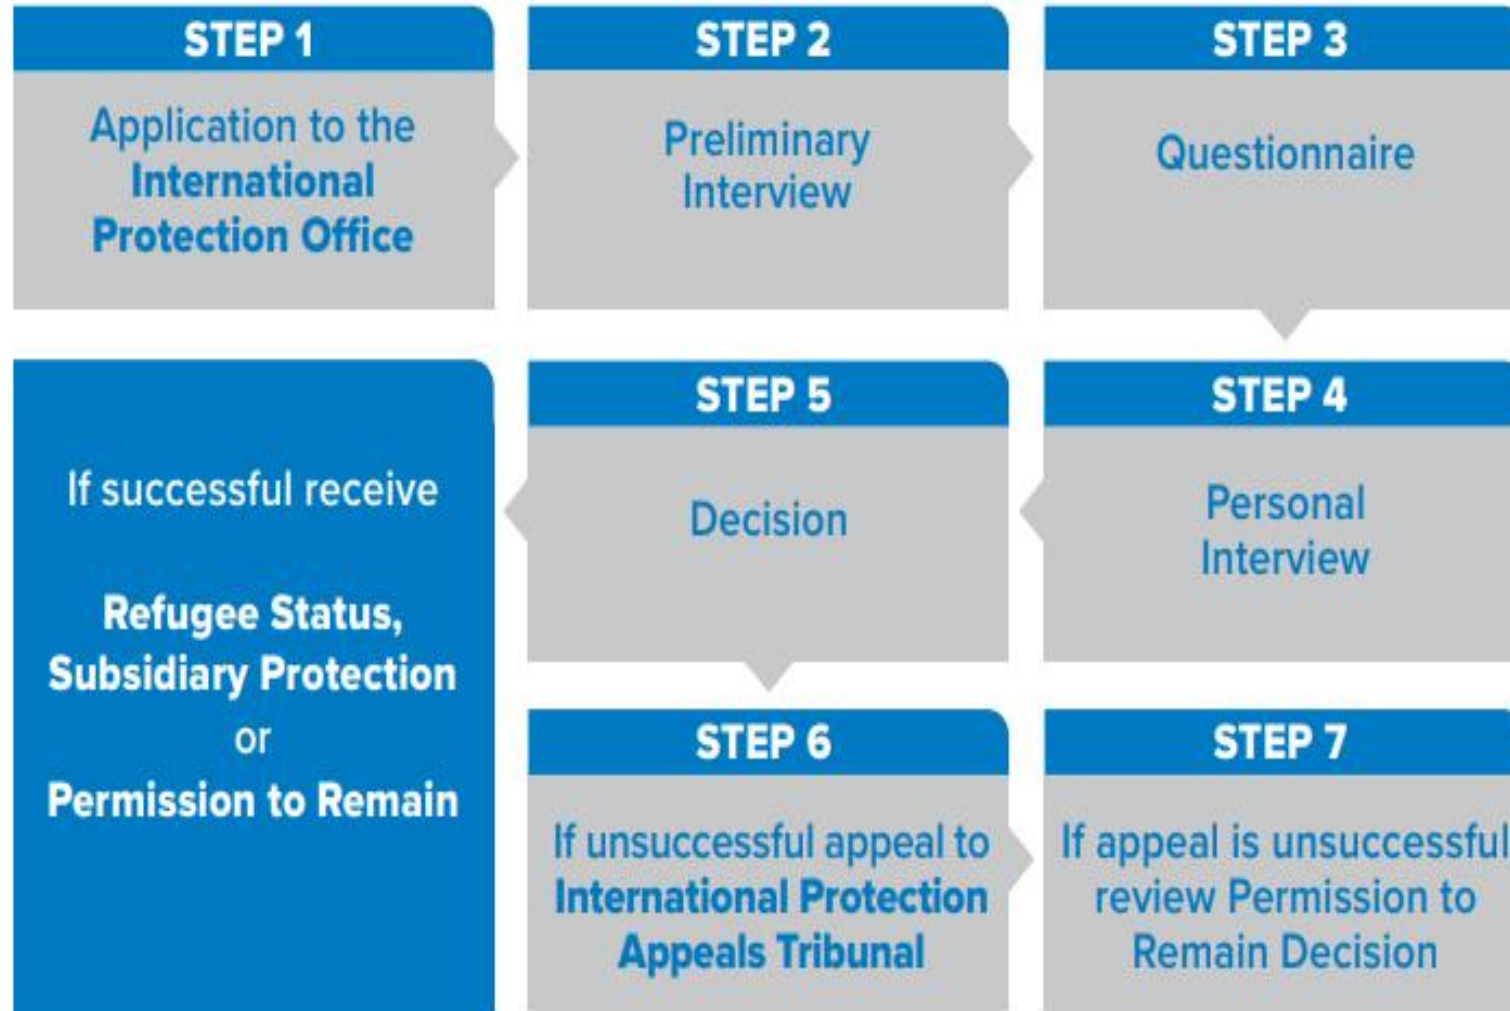 STEP 1
Application to the
International
Protection Office
STEP 2
Preliminary
Interview
STEP 3
Questionnaire
STEP 4
Personal
Interview
STEP 5
Decision
If successful receive
Refugee Status,
Subsidiary Protection
or
Permission to Remain
STEP 6
If unsuccessful appeal to
International Protection
Appeals Tribunal
STEP 7
If appeal is unsuccessful
review Permission to
Remain Decision